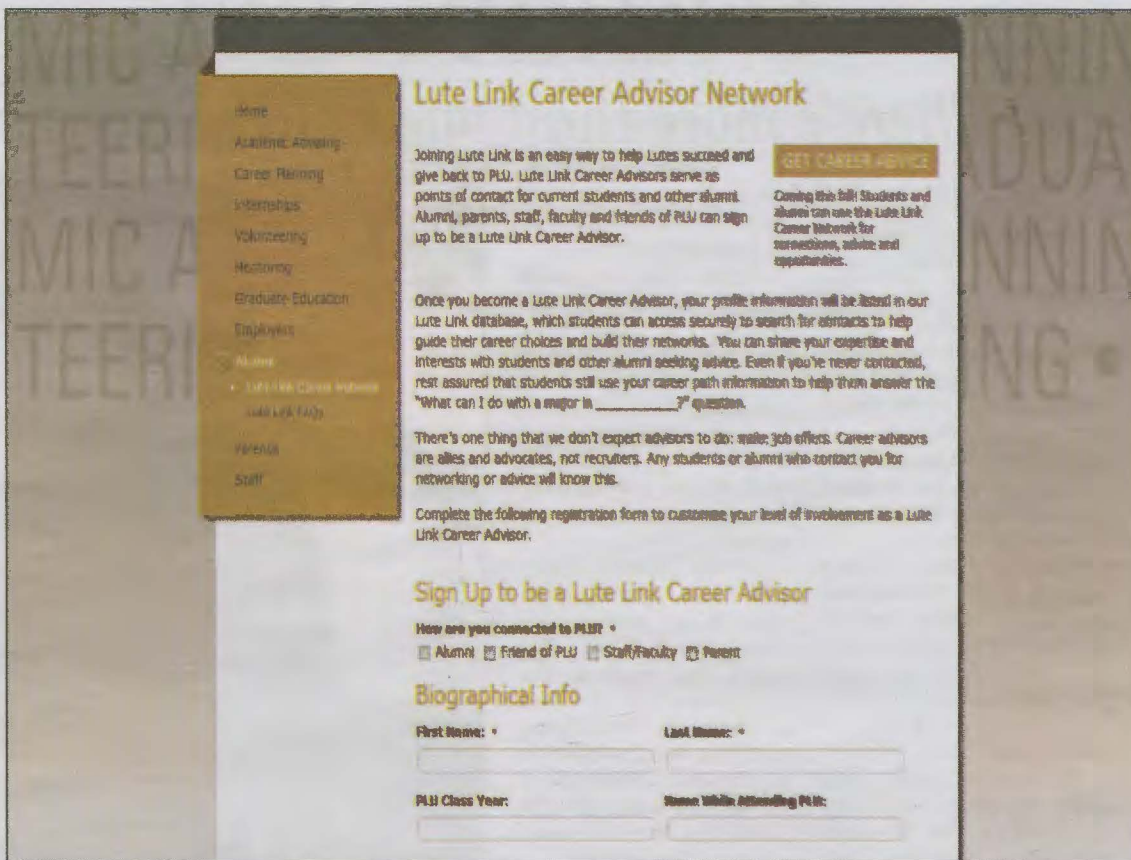 MIC A
TEERI
MIC A
TEERI
NNIN
DUA
NNIN
NG •
Home
Academic Advising
Career Planning
Internships
Volunteering
Mentoring
Graduate Education
Employers
Alumni
• Lute Link Career Network
Lute Link FAQs
Parents
Staff
Lute Link Career Advisor Network
Joining Lute Link is an easy way to help Lutes succeed and
give back to PLU. Lute Link Career Advisors serve as
points of contact for current students and other alumni.
Alumni, parents, staff, faculty and friends of PLU can sign
up to be a Lute Link Career Advisor.
GET CAREER ADVICE
Coming this fall: Students and
alumni can use the Lute Link
Career Network for
connections, advice and
opportunities.
Once you become a Lute Link Career Advisor, your profile information will be listed in our
Lute Link database, which students can access securely to search for contacts to help
guide their career choices and build their networks. You can share your expertise and
interests with students and other alumni seeking advice. Even if you've never contacted,
rest assured that students still use your career path information to help them answer the
"What can I do with a major in ____________?" question.
There's one thing that we don't expect advisors to do: make job offers. Career advisors
are allies and advocates, not recruiters. Any students or alumni who contact you for
networking or advice will know this.
Complete the following registration form to customize your level of involvement as a Lute
Link Career Advisor.
Sign Up to be a Lute Link Career Advisor
How are you connected to PLU? *
Alumni Friend of PLU Staff/Faculty Parent
Biographical Info
First Name: * Last Name: *
PLU Class Year: Name While Attending PLU: